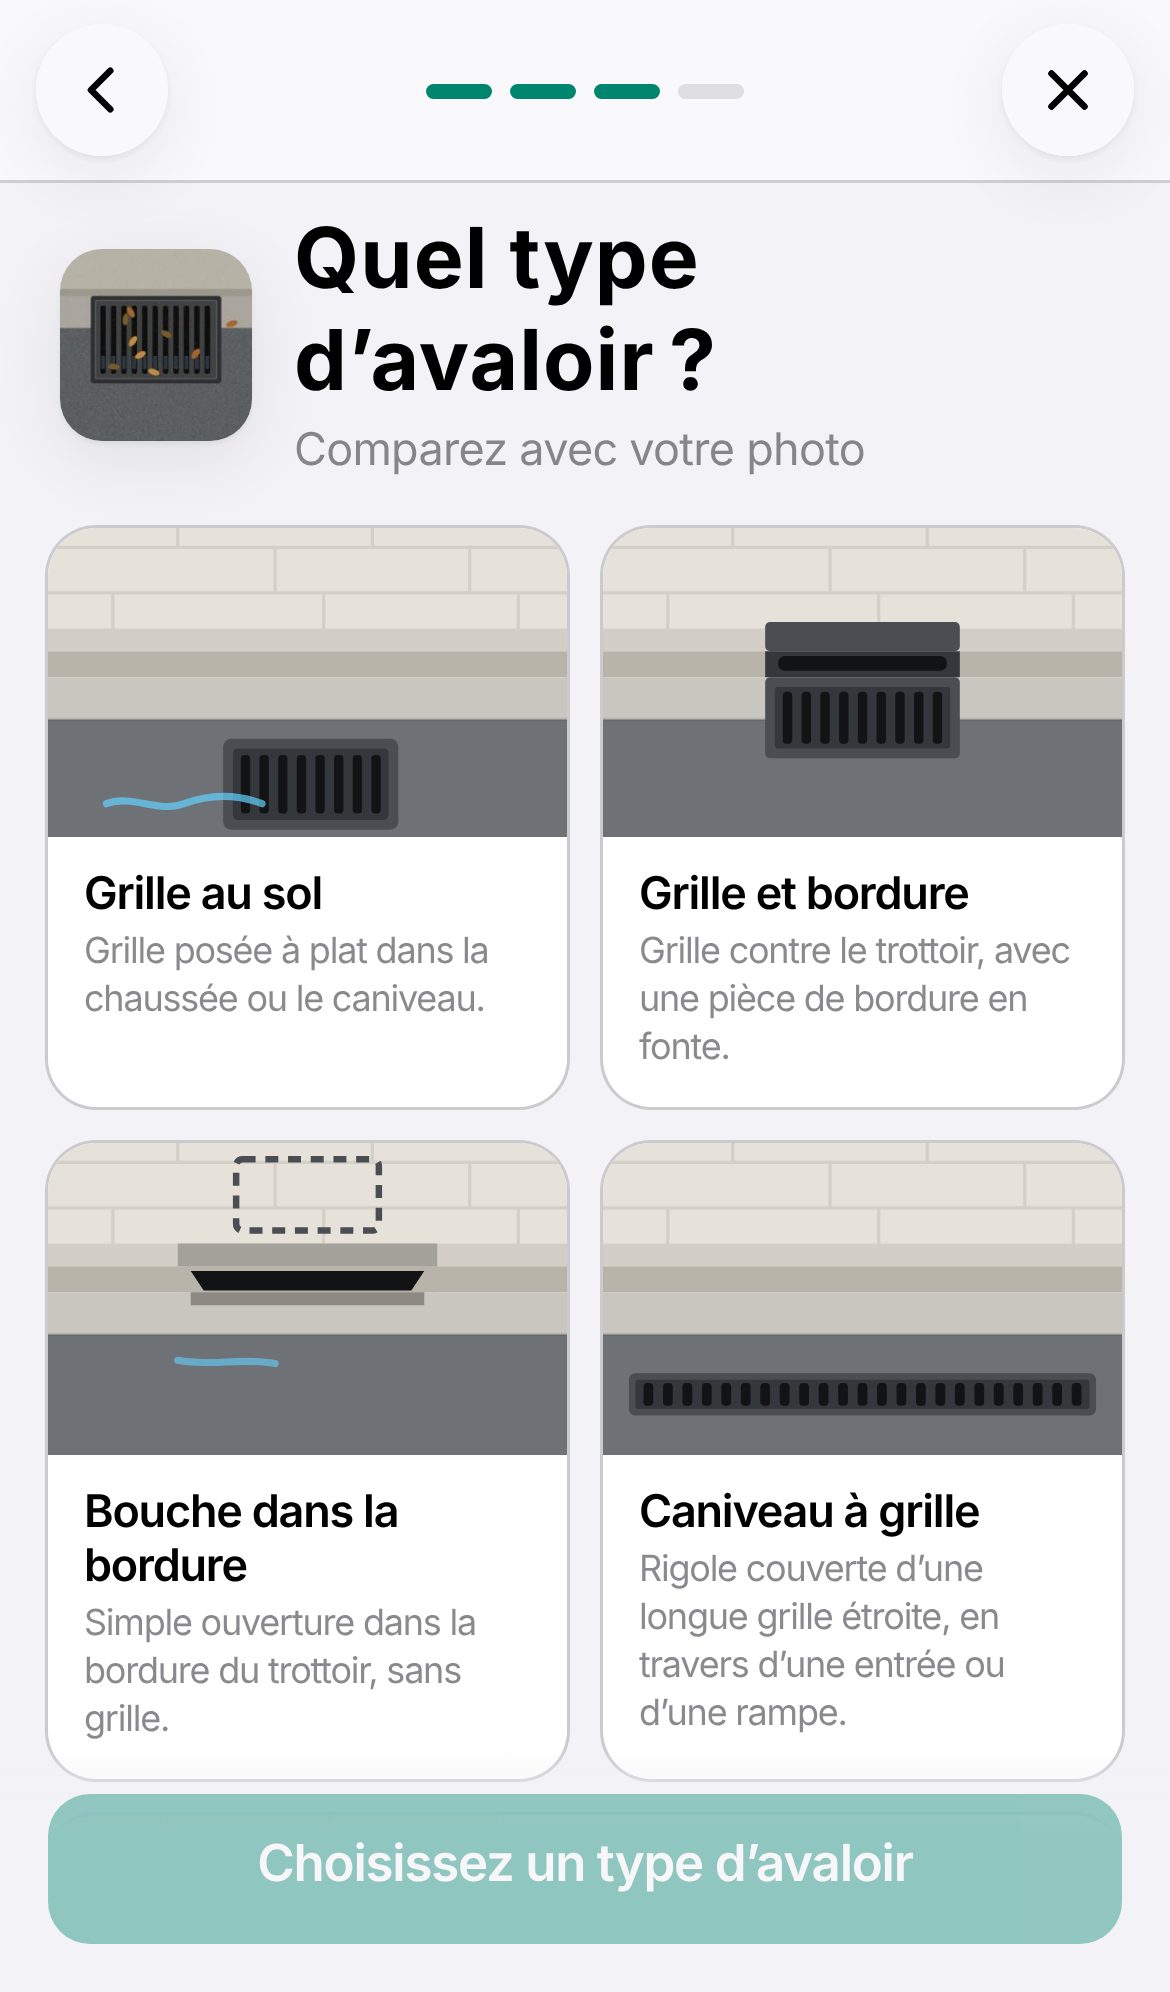 Quel type
d’avaloir ?
Comparez avec votre photo
Grille au sol
Grille posée à plat dans la
chaussée ou le caniveau.
Grille et bordure
Grille contre le trottoir, avec
une pièce de bordure en
fonte.
Bouche dans la
bordure
Simple ouverture dans la
bordure du trottoir, sans
grille.
Caniveau à grille
Rigole couverte d’une
longue grille étroite, en
travers d’une entrée ou
d’une rampe.
Choisissez un type d’avaloir